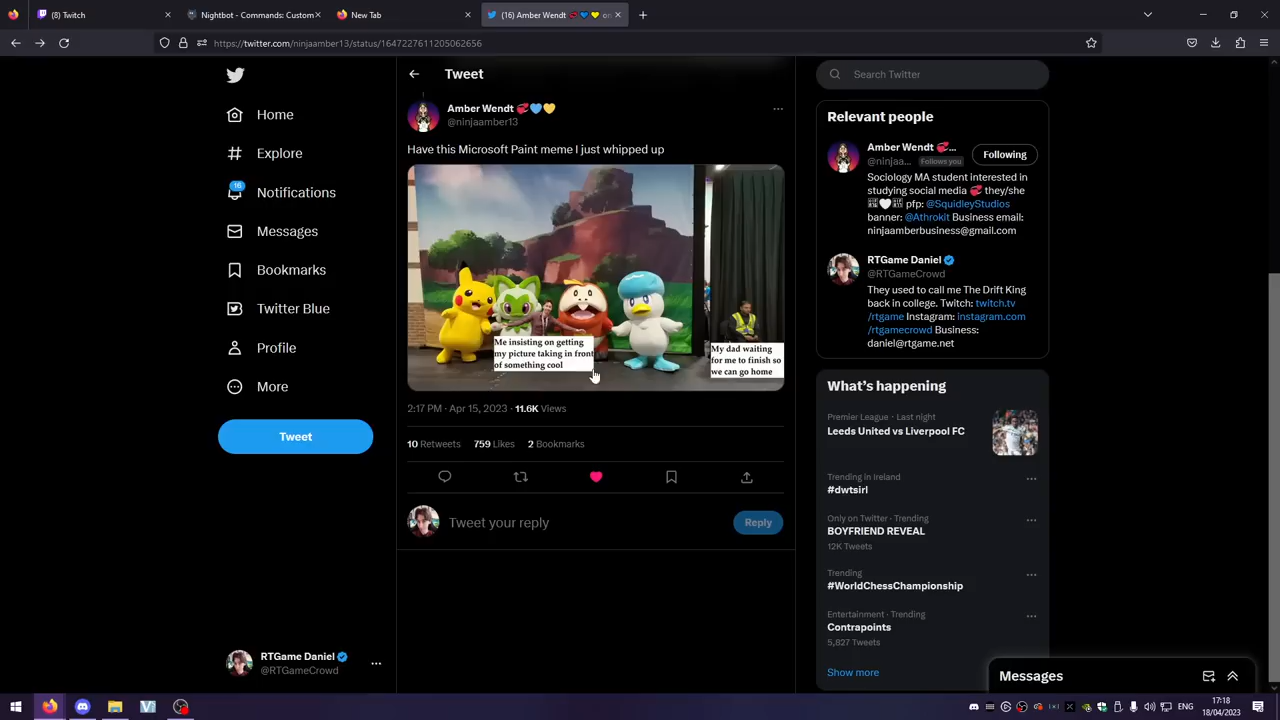 (8) Twitch
Nightbot - Commands: Custom
New Tab
(16) Amber Wendt 💋💙💛 on
https://twitter.com/ninjaamber13/status/1647227611205062656
Home
Explore
16
Notifications
Messages
Bookmarks
Twitter Blue
Profile
More
Tweet
RTGame Daniel
@RTGameCrowd
Tweet
Amber Wendt 💞💙💛
@ninjaamber13
Have this Microsoft Paint meme I just whipped up
Me insisting on getting
my picture taking in front
of something cool
My dad waiting
for me to finish so
we can go home
2:17 PM · Apr 15, 2023 · 11.6K Views
10 Retweets 759 Likes 2 Bookmarks
Tweet your reply
Reply
Search Twitter
Relevant people
Amber Wendt 💞...
@ninjaa... Follows you
Following
Sociology MA student interested in
studying social media 💞 they/she
pfp: @SquidleyStudios
banner: @Athrokit Business email:
ninjaamberbusiness@gmail.com
RTGame Daniel
@RTGameCrowd
They used to call me The Drift King
back in college. Twitch: twitch.tv
/rtgame Instagram: instagram.com
/rtgamecrowd Business:
daniel@rtgame.net
What's happening
Premier League · Last night
Leeds United vs Liverpool FC
Trending in Ireland
#dwtsirl
Only on Twitter · Trending
BOYFRIEND REVEAL
12K Tweets
Trending
#WorldChessChampionship
Entertainment · Trending
Contrapoints
5,827 Tweets
Show more
Messages
ENG
17:18
18/04/2023